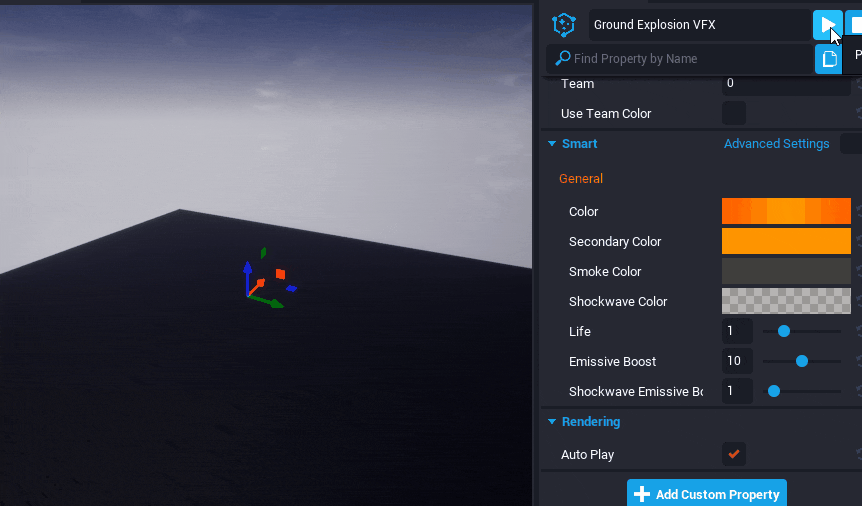 Ground Explosion VFX
Find Property by Name
P
Team 0
Use Team Color
Smart Advanced Settings
General
Color
Secondary Color
Smoke Color
Shockwave Color
Life 1
Emissive Boost 10
Shockwave Emissive Bo 1
Rendering
Auto Play
Add Custom Property